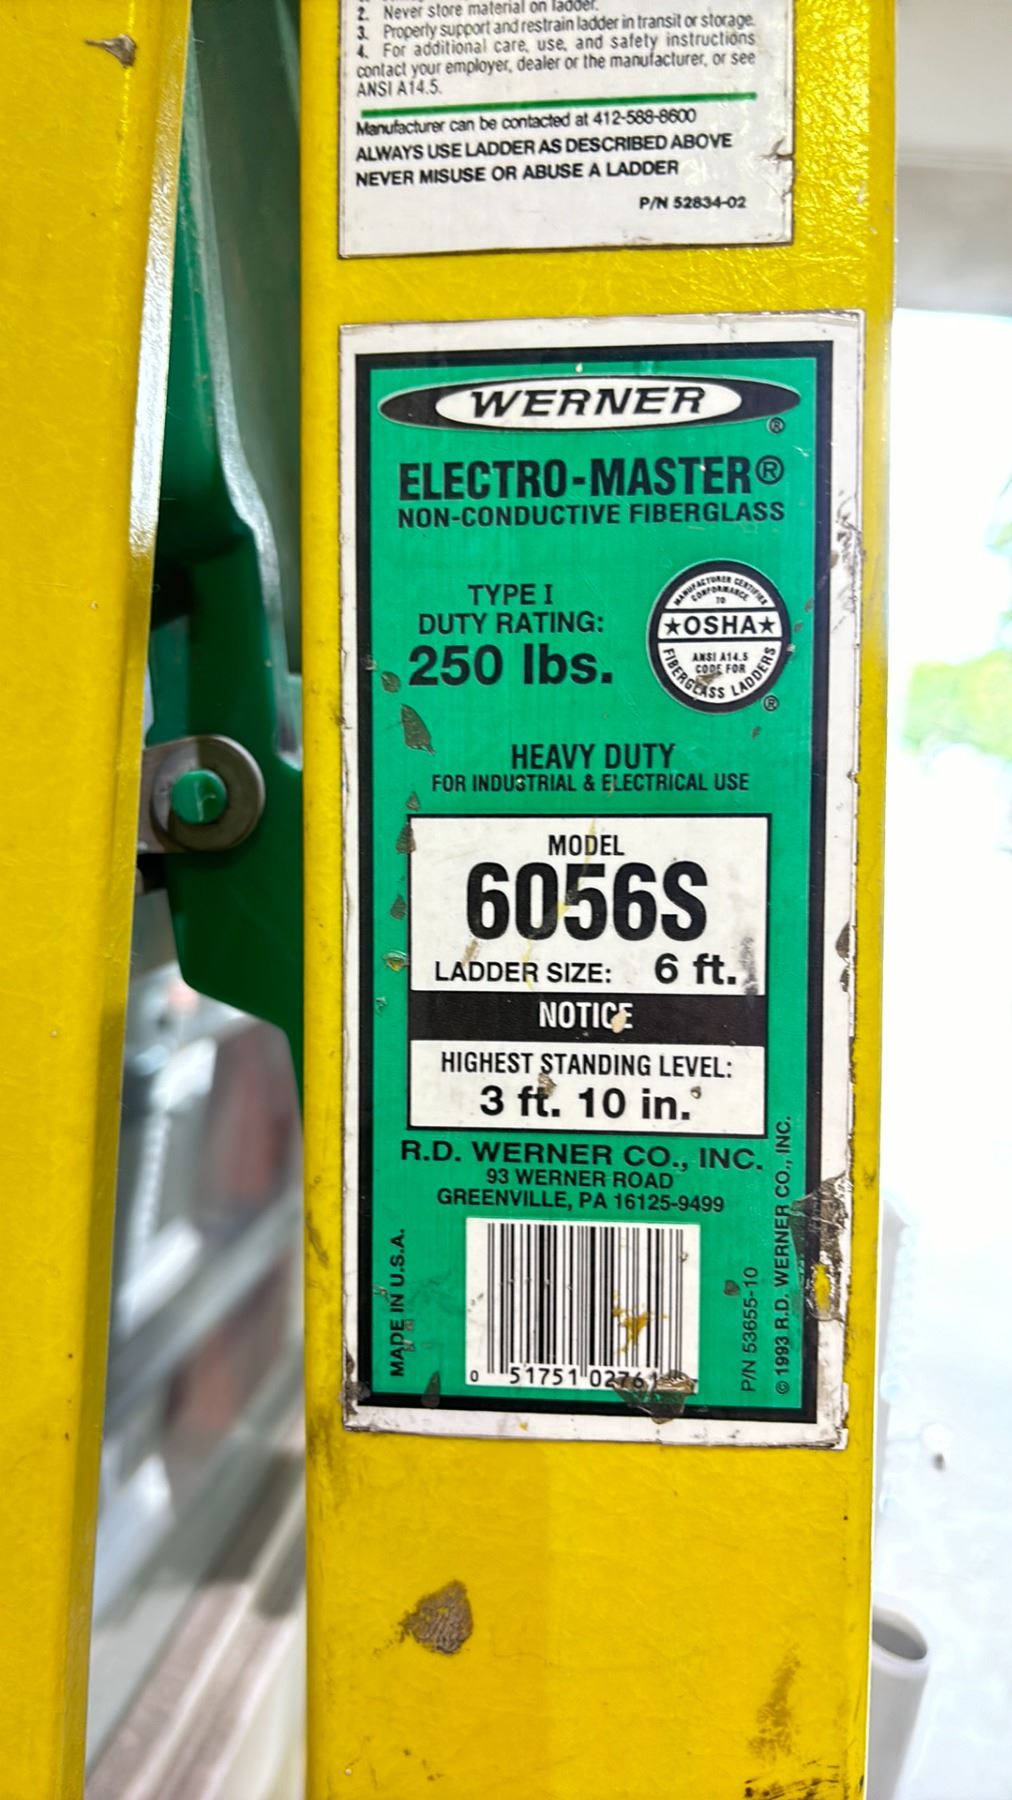 2. Never store material on ladder.
3. Properly support and restrain ladder in transit or storage.
4. For additional care, use, and safety instructions
contact your employer, dealer or the manufacturer, or see
ANSI A14.5.
Manufacturer can be contacted at 412-588-8600
ALWAYS USE LADDER AS DESCRIBED ABOVE
NEVER MISUSE OR ABUSE A LADDER
P/N 52834-02
WERNER
®
ELECTRO-MASTER®
NON-CONDUCTIVE FIBERGLASS
TYPE I
DUTY RATING:
250 lbs.
MANUFACTURER CERTIFIES
CONFORMANCE
TO
★OSHA★
ANSI A14.5
CODE FOR
FIBERGLASS LADDERS
®
HEAVY DUTY
FOR INDUSTRIAL & ELECTRICAL USE
MODEL
6056S
LADDER SIZE: 6 ft.
NOTICE
HIGHEST STANDING LEVEL:
3 ft. 10 in.
R.D. WERNER CO., INC.
93 WERNER ROAD
GREENVILLE, PA 16125-9499
MADE IN U.S.A.
0 51751 02761
P/N 53655-10
© 1993 R.D. WERNER CO., INC.